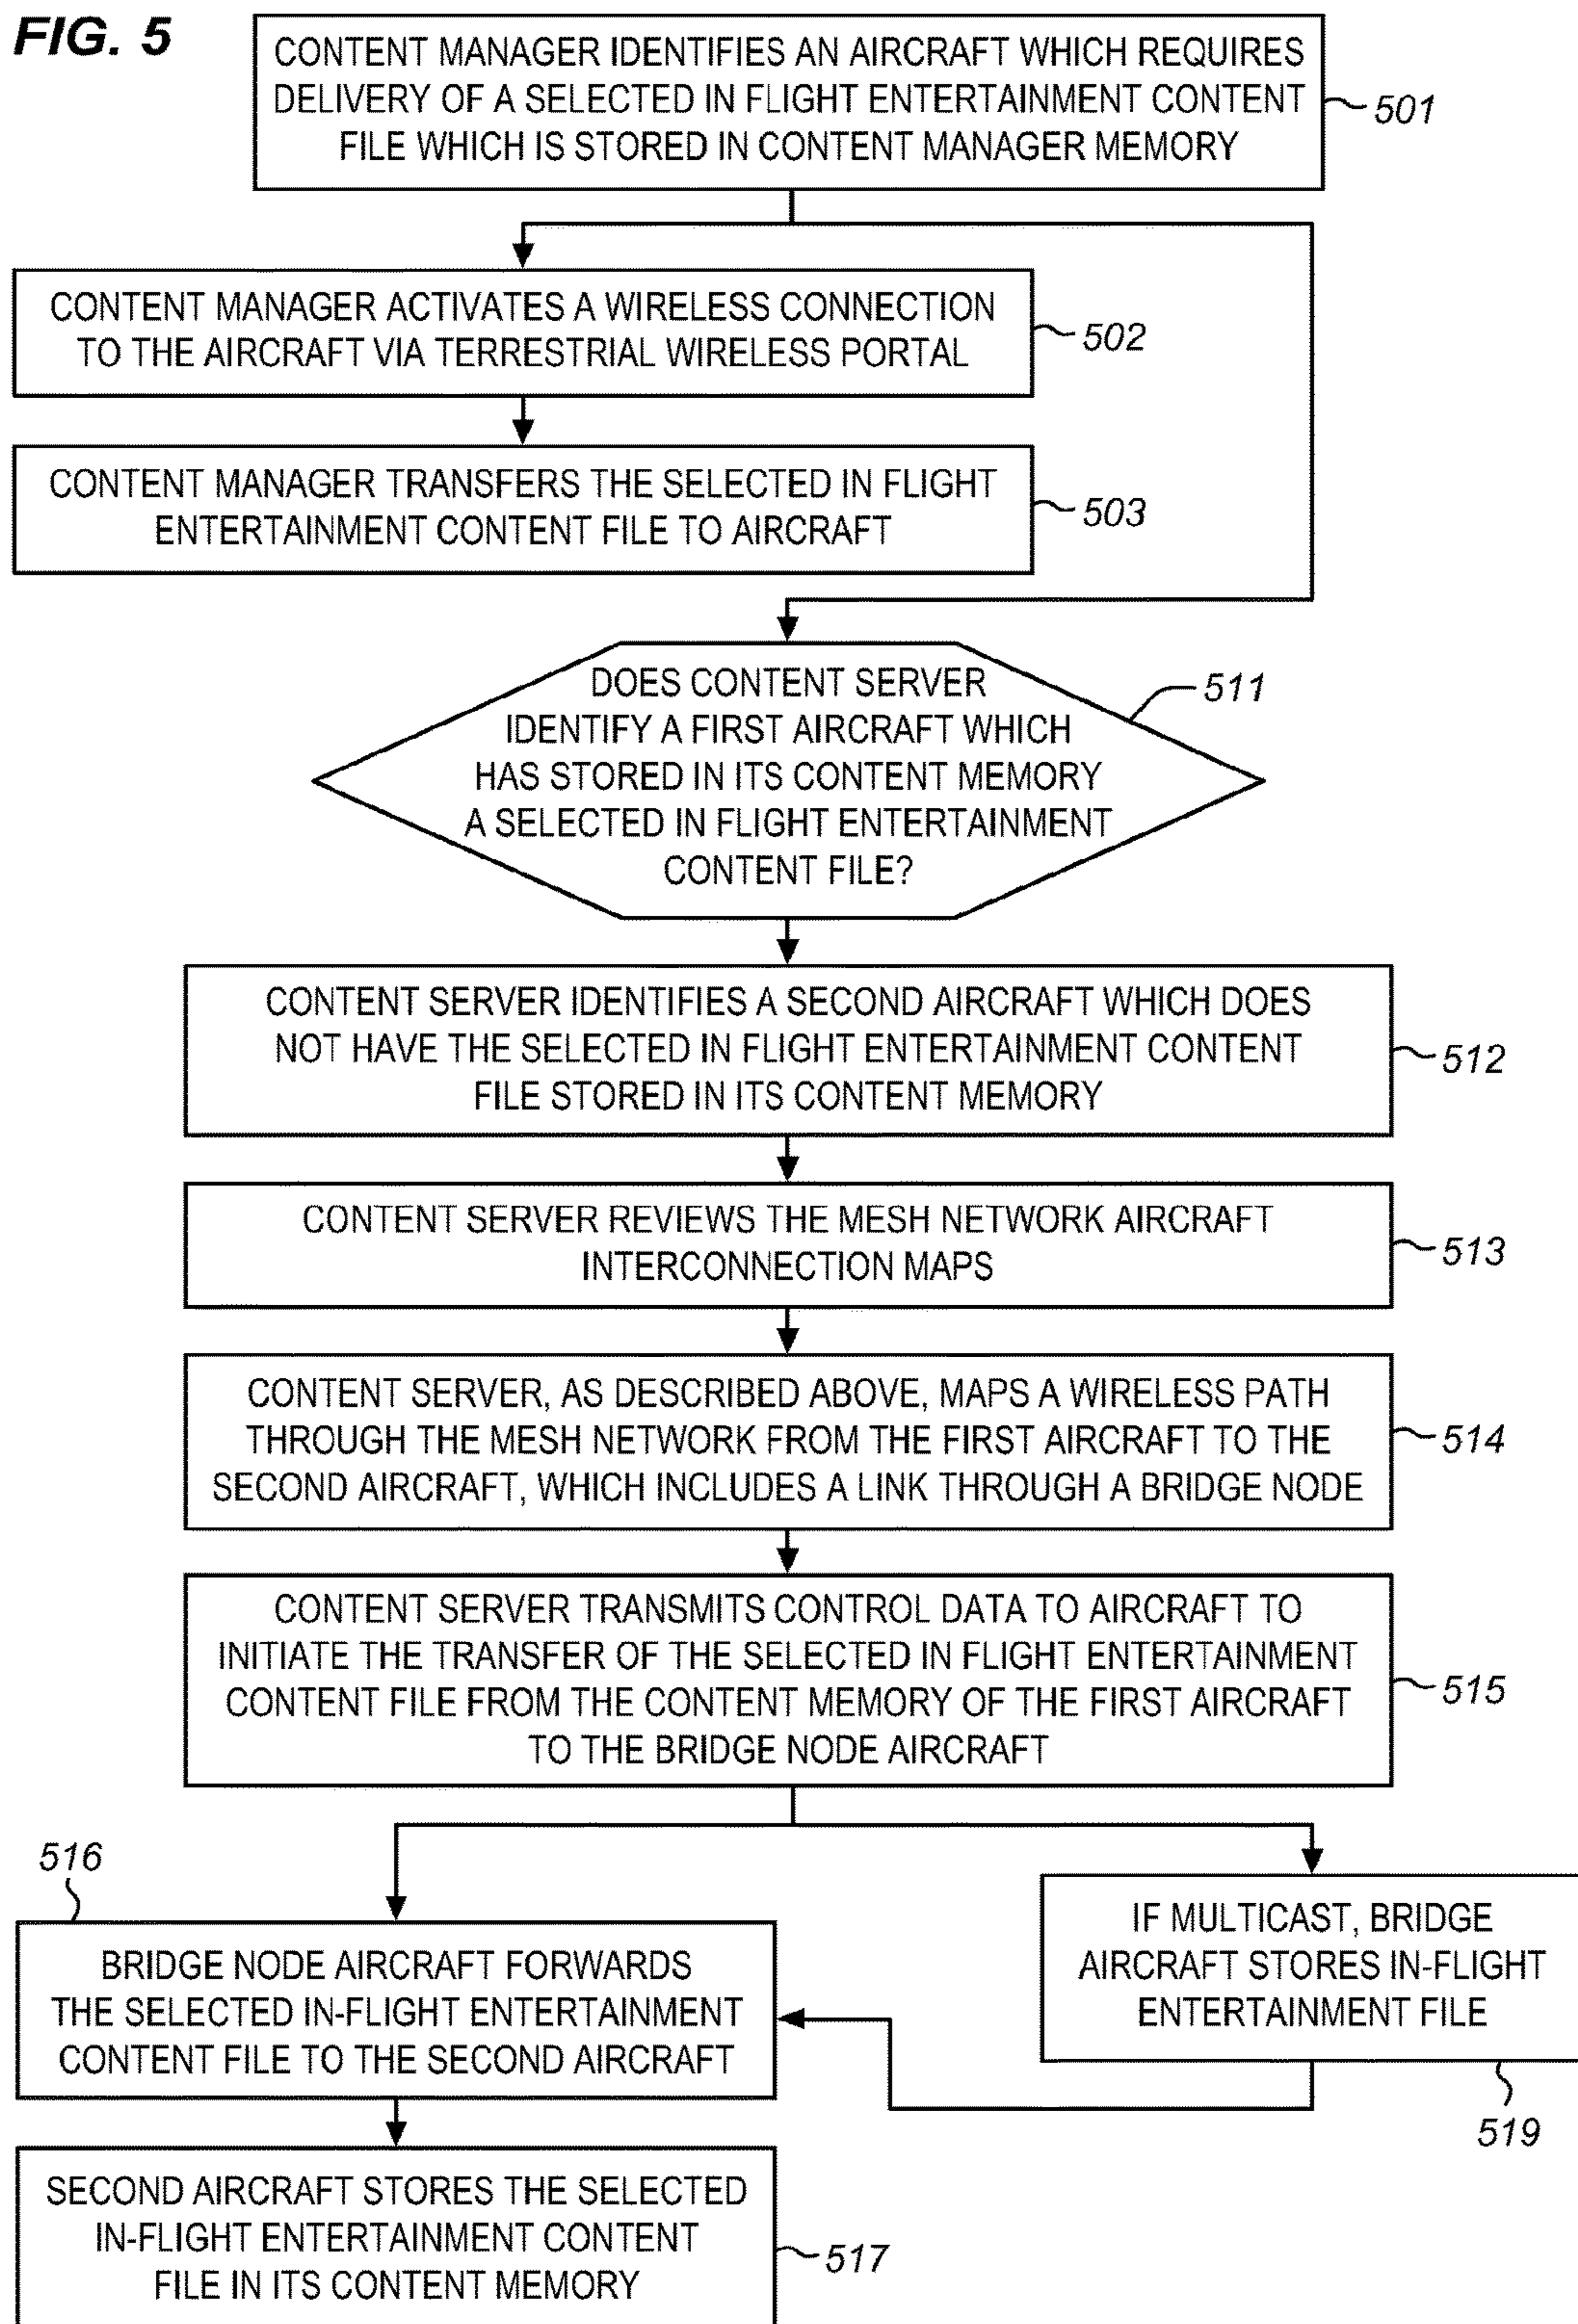 FIG. 5
CONTENT MANAGER IDENTIFIES AN AIRCRAFT WHICH REQUIRES
DELIVERY OF A SELECTED IN FLIGHT ENTERTAINMENT CONTENT
FILE WHICH IS STORED IN CONTENT MANAGER MEMORY
501
CONTENT MANAGER ACTIVATES A WIRELESS CONNECTION
TO THE AIRCRAFT VIA TERRESTRIAL WIRELESS PORTAL
502
CONTENT MANAGER TRANSFERS THE SELECTED IN FLIGHT
ENTERTAINMENT CONTENT FILE TO AIRCRAFT
503
DOES CONTENT SERVER
IDENTIFY A FIRST AIRCRAFT WHICH
HAS STORED IN ITS CONTENT MEMORY
A SELECTED IN FLIGHT ENTERTAINMENT
CONTENT FILE?
511
CONTENT SERVER IDENTIFIES A SECOND AIRCRAFT WHICH DOES
NOT HAVE THE SELECTED IN FLIGHT ENTERTAINMENT CONTENT
FILE STORED IN ITS CONTENT MEMORY
512
CONTENT SERVER REVIEWS THE MESH NETWORK AIRCRAFT
INTERCONNECTION MAPS
513
CONTENT SERVER, AS DESCRIBED ABOVE, MAPS A WIRELESS PATH
THROUGH THE MESH NETWORK FROM THE FIRST AIRCRAFT TO THE
SECOND AIRCRAFT, WHICH INCLUDES A LINK THROUGH A BRIDGE NODE
514
CONTENT SERVER TRANSMITS CONTROL DATA TO AIRCRAFT TO
INITIATE THE TRANSFER OF THE SELECTED IN FLIGHT ENTERTAINMENT
CONTENT FILE FROM THE CONTENT MEMORY OF THE FIRST AIRCRAFT
TO THE BRIDGE NODE AIRCRAFT
515
516
BRIDGE NODE AIRCRAFT FORWARDS
THE SELECTED IN-FLIGHT ENTERTAINMENT
CONTENT FILE TO THE SECOND AIRCRAFT
IF MULTICAST, BRIDGE
AIRCRAFT STORES IN-FLIGHT
ENTERTAINMENT FILE
519
SECOND AIRCRAFT STORES THE SELECTED
IN-FLIGHT ENTERTAINMENT CONTENT
FILE IN ITS CONTENT MEMORY
517